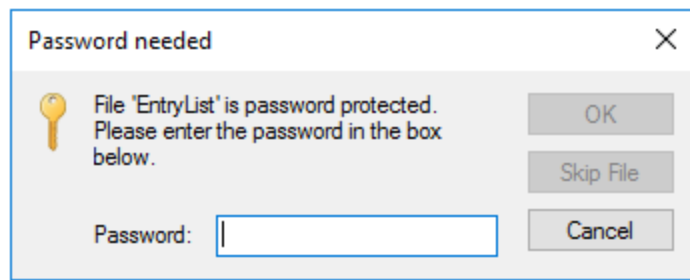 Password needed
File 'EntryList' is password protected.
Please enter the password in the box
below.
OK
Skip File
Password:
Cancel